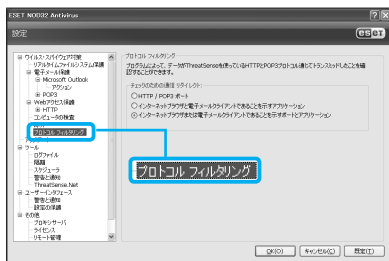 ESET NOD32 Antivirus
設定
eset
ウイルス・スパイウェア対策
リアルタイムファイルシステム保護
電子メール保護
Microsoft Outlook
アクション
POP3
Webアクセス保護
HTTP
コンピュータの検査
プロトコル フィルタリング
ツール
ログファイル
隔離
スケジューラ
警告と通知
ThreatSense.Net
ユーザーインタフェース
警告と通知
設定の保護
その他
プロキシサーバ
ライセンス
リモート管理
プロトコル フィルタリング
プログラムによって、データがThreatSenseを使っているHTTPとPOP3プロトコル通じてトランスミットしたことを確認することができます。
チェックのための通信 リダイレクト:
HTTP / POP3 ポート
インターネットブラウザと電子メールクライアントであることを示すアプリケーション
インターネットブラウザまたは電子メールクライアントであることを示すポートとアプリケーション
プロトコル フィルタリング
OK(O)
キャンセル(C)
既定(T)